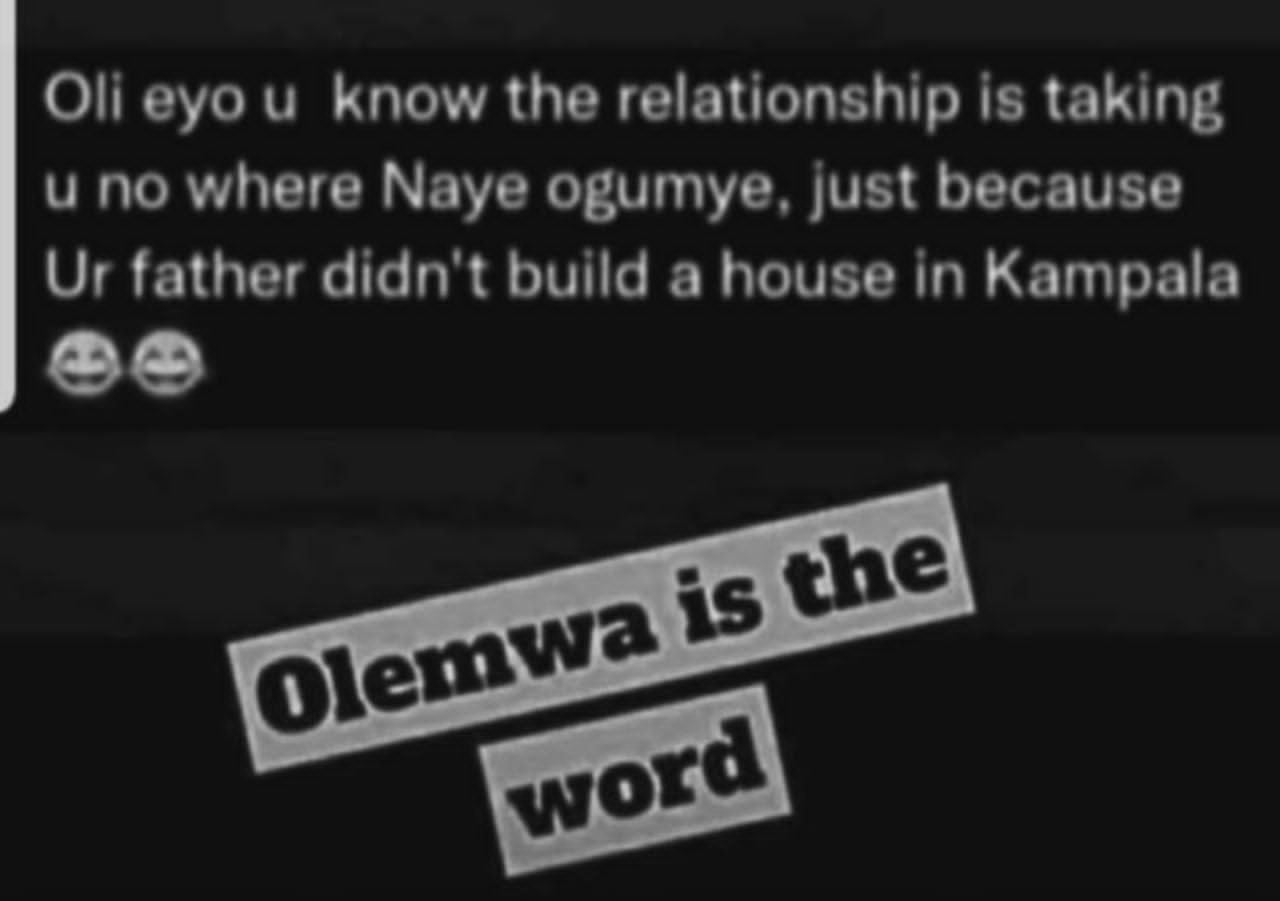 Oli eyo u  know the relationship is taking
u no where Naye ogumye, just because
Ur father didn't build a house in Kampala
😂😂
Olemwa is the
word